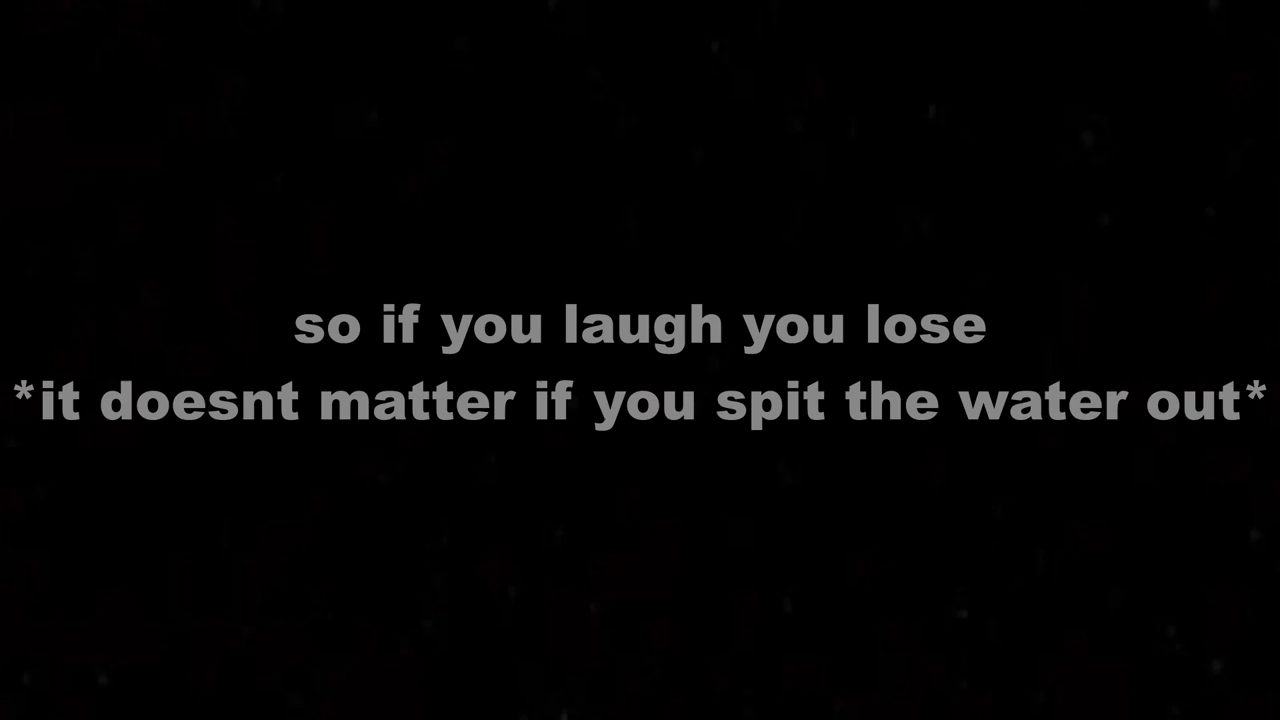 so if you laugh you lose
*it doesnt matter if you spit the water out*